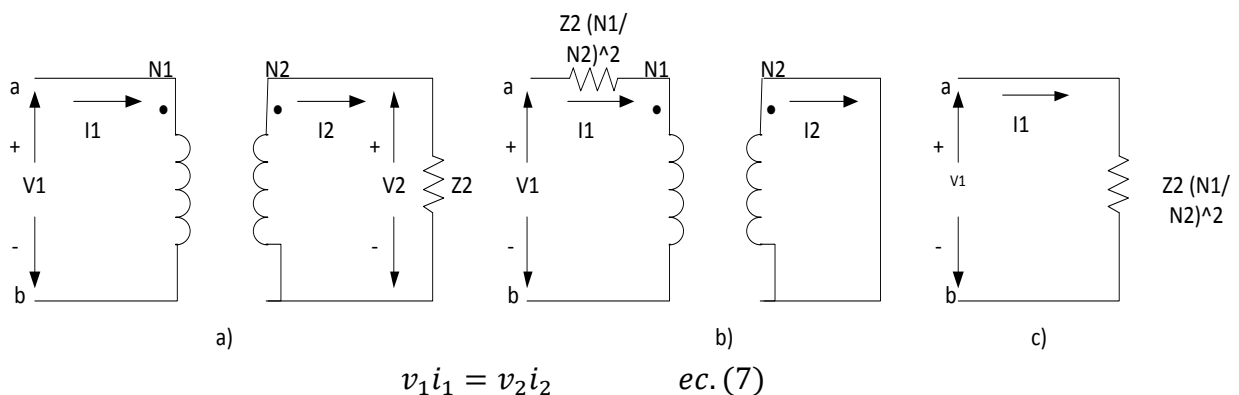 Z2 (N1/
N2)^2
a
N1
N2
I1
I2
+
V1
-
+
V2
-
Z2
b
a
N1
N2
I1
I2
+
V1
-
b
a
I1
+
V1
-
Z2 (N1/
N2)^2
b
a)
b)
c)
v₁i₁ = v₂i₂ ec. (7)